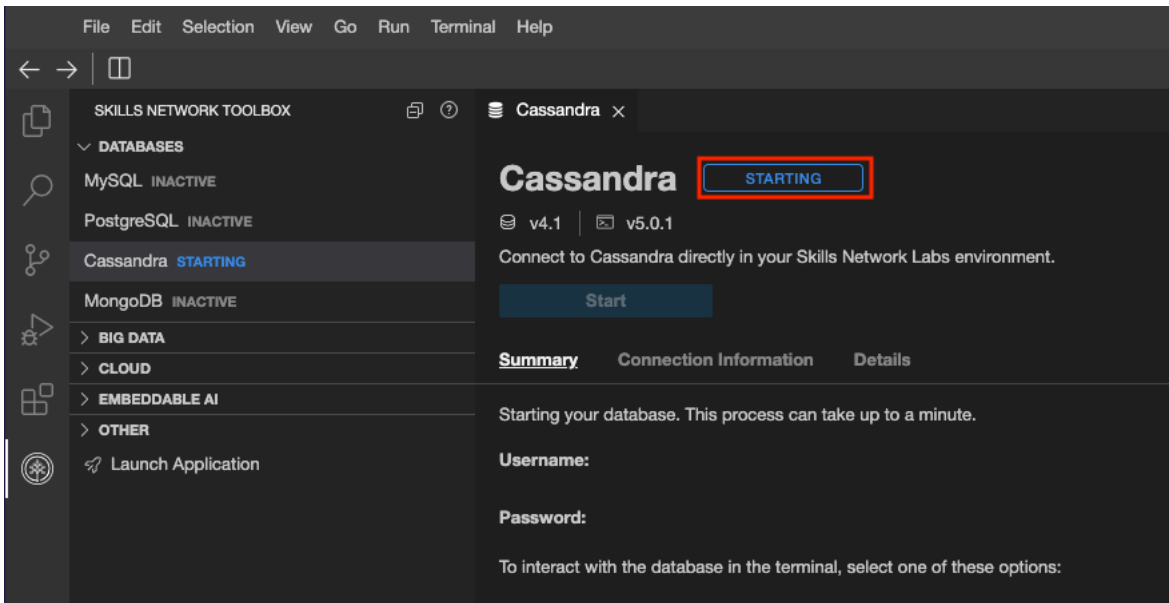 File Edit Selection View Go Run Terminal Help
SKILLS NETWORK TOOLBOX
DATABASES
MySQL INACTIVE
PostgreSQL INACTIVE
Cassandra STARTING
MongoDB INACTIVE
BIG DATA
CLOUD
EMBEDDABLE AI
OTHER
Launch Application
Cassandra
Cassandra STARTING
v4.1 v5.0.1
Connect to Cassandra directly in your Skills Network Labs environment.
Start
Summary Connection Information Details
Starting your database. This process can take up to a minute.
Username:
Password:
To interact with the database in the terminal, select one of these options: